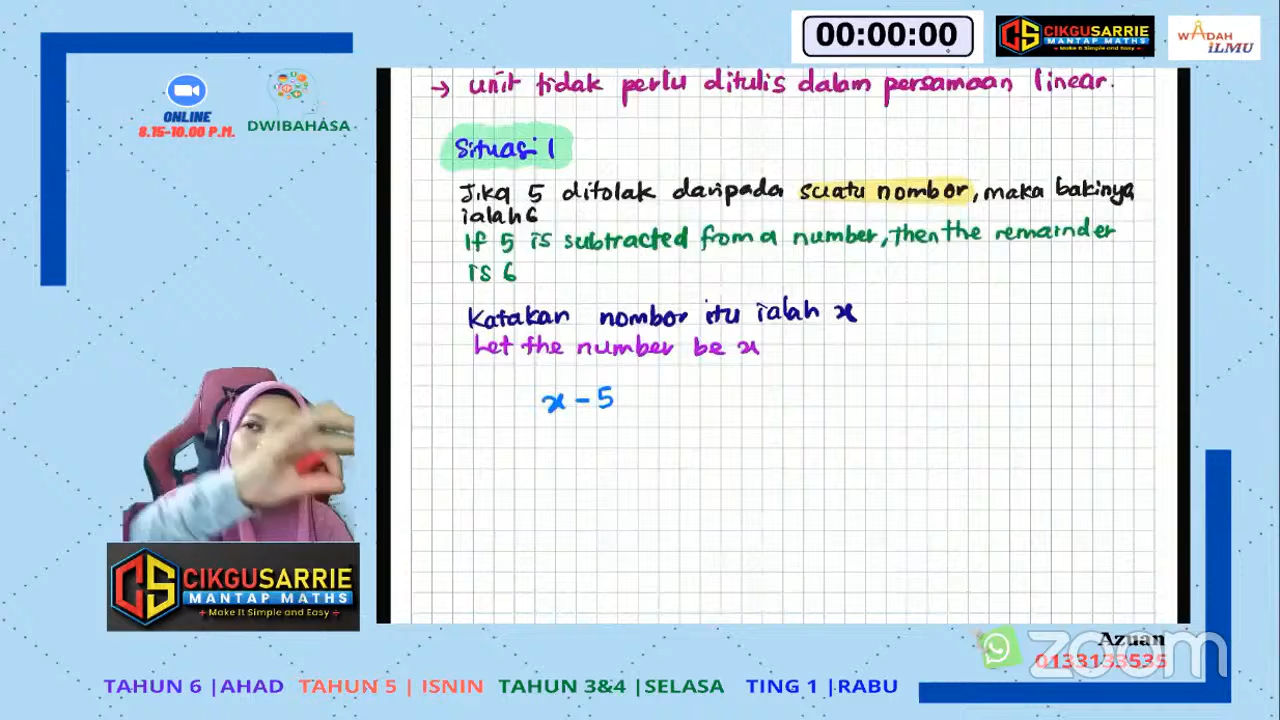 00:00:00
CS CIKGUSARRIE
MANTAP MATHS
Make It Simple and Easy
WADAH
ILMU
ONLINE
8.15-10.00 P.M.
DWIBAHASA
→ unit tidak perlu ditulis dalam persamaan linear.
Situasi 1
Jika 5 ditolak daripada suatu nombor, maka bakinya
ialah 6
If 5 is subtracted from a number, then the remainder
is 6
Katakan nombor itu ialah x
Let the number be x
x - 5
CS CIKGUSARRIE
MANTAP MATHS
+ Make It Simple and Easy +
Azuan
0133133535
zoom
TAHUN 6 |AHAD TAHUN 5 | ISNIN TAHUN 3&4 |SELASA TING 1 |RABU